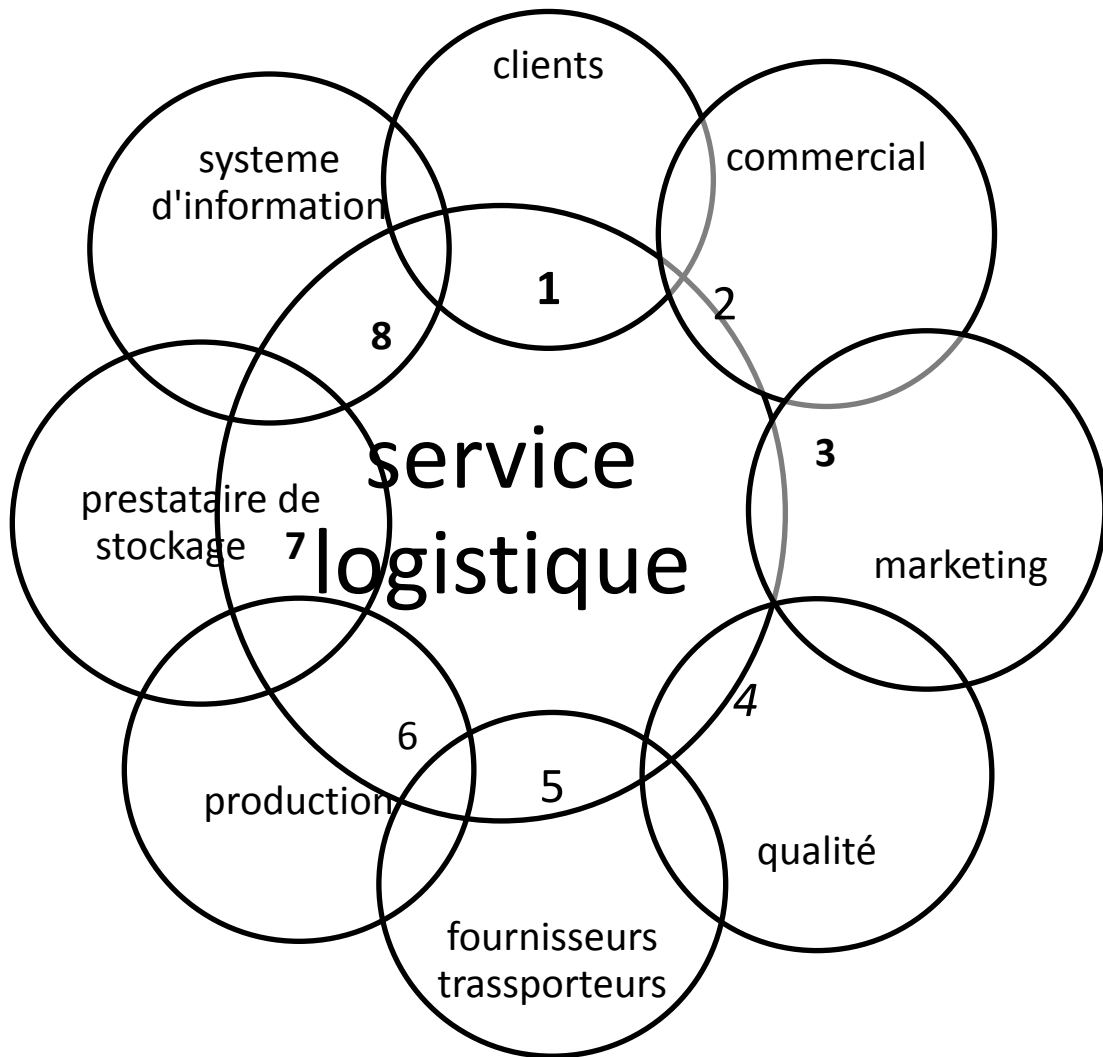 clients
commercial
systeme
d'information
1
2
8
3
service
logistique
prestataire de
stockage
7
marketing
4
6
5
production
qualité
fournisseurs
trassporteurs